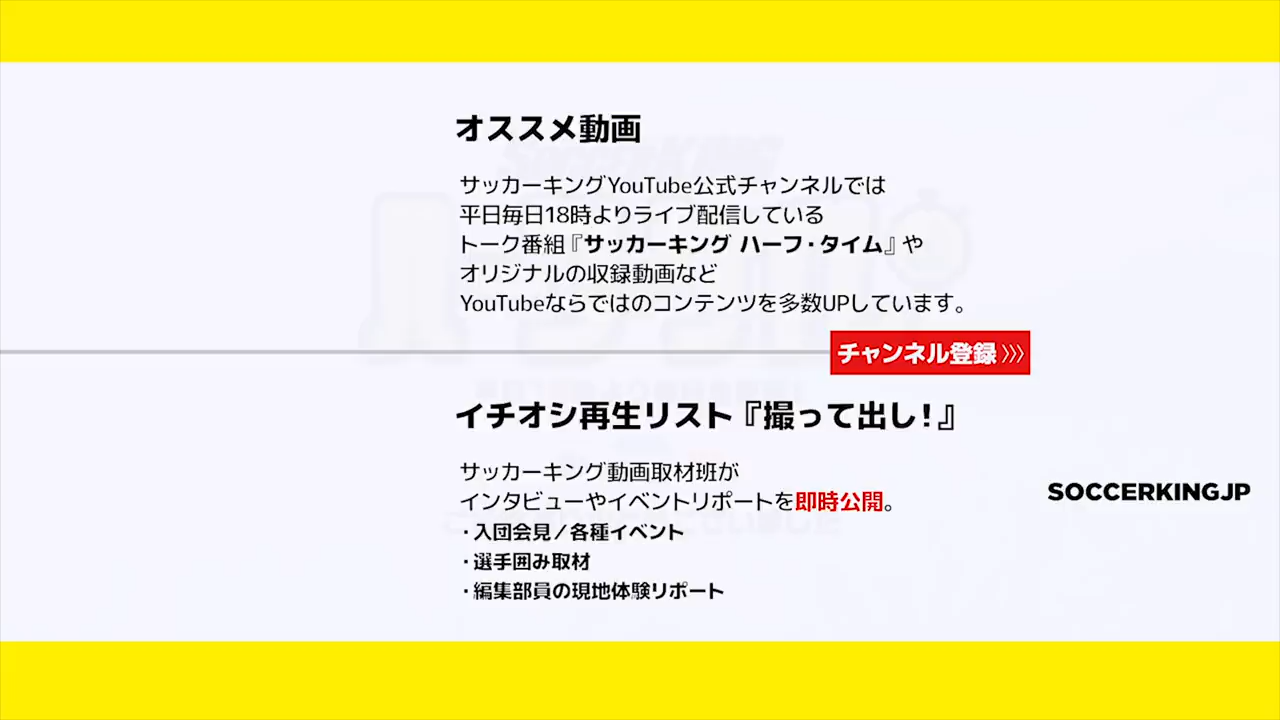 オススメ動画
サッカーキングYouTube公式チャンネルでは
平日毎日18時よりライブ配信している
トーク番組『サッカーキング ハーフ・タイム』や
オリジナルの収録動画など
YouTubeならではのコンテンツを多数UPしています。
チャンネル登録》〉
イチオシ再生リスト『撮って出し！』
サッカーキング動画取材班が
インタビューやイベントリポートを即時公開。
・入団会見／各種イベント
・選手囲み取材
・編集部員の現地体験リポート
SOCCERKINGJP